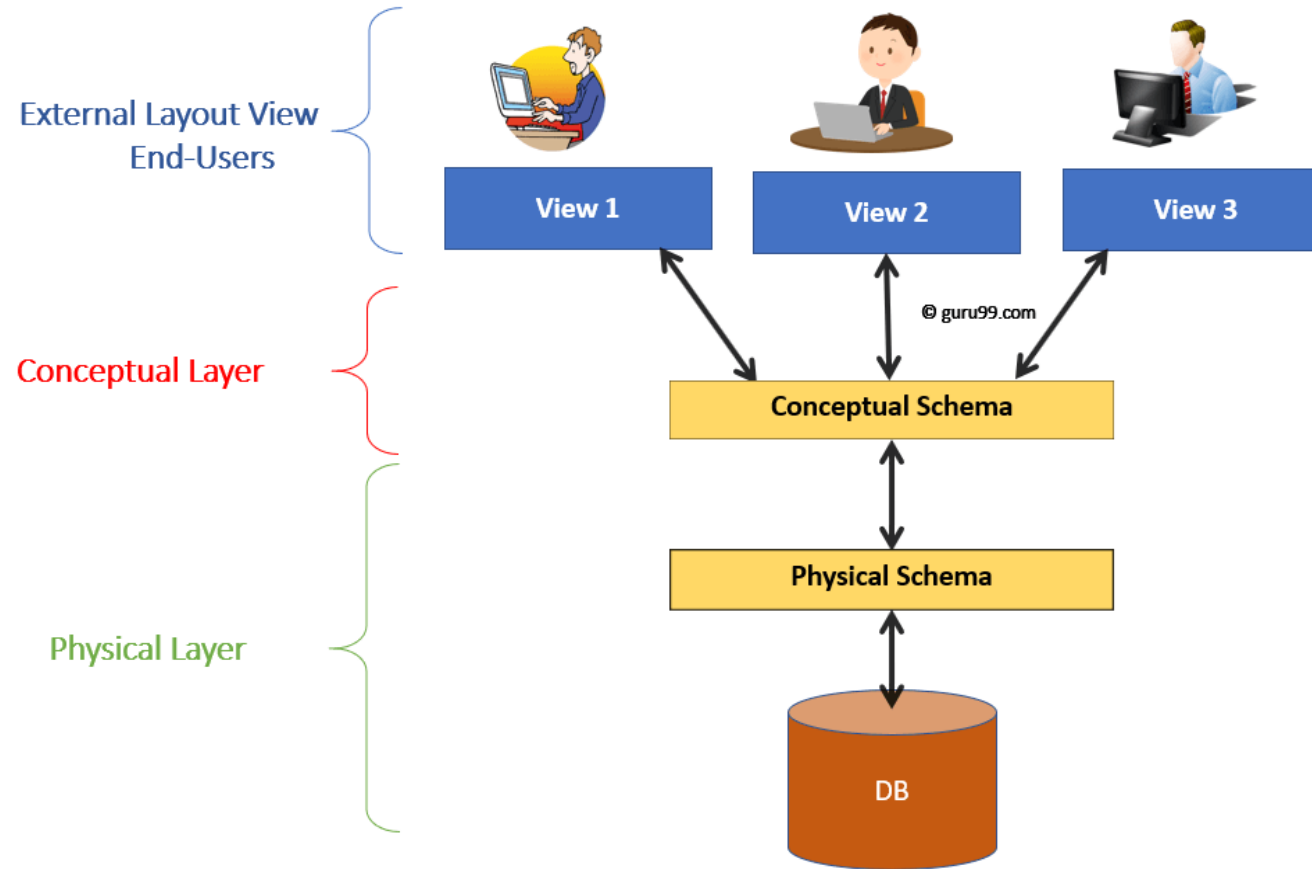 External Layout View
End-Users
View 1
View 2
View 3
© guru99.com
Conceptual Layer
Conceptual Schema
Physical Schema
Physical Layer
DB